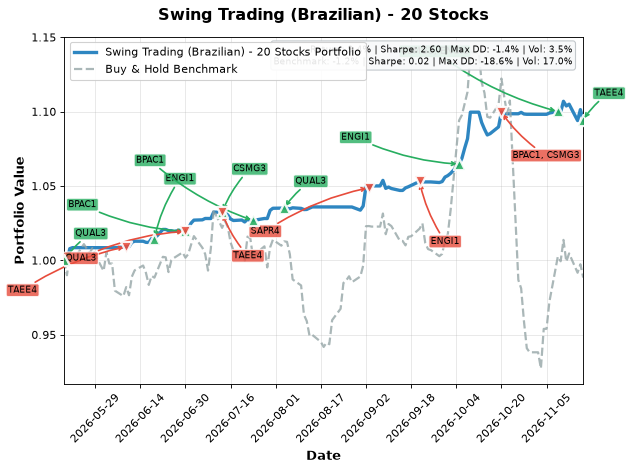 Swing Trading (Brazilian) - 20 Stocks
Swing Trading (Brazilian) - 20 Stocks Portfolio
Buy & Hold Benchmark
% | Sharpe: 2.60 | Max DD: -1.4% | Vol: 3.5%
Benchmark: -1.2% | Sharpe: 0.02 | Max DD: -18.6% | Vol: 17.0%
Portfolio Value
1.15
1.10
1.05
1.00
0.95
TAEE4
ENGI1
BPAC1, CSMG3
BPAC1
CSMG3
ENGI1
QUAL3
BPAC1
SAPR4
QUAL3
ENGI1
TAEE4
QUAL3
TAEE4
2026-05-29
2026-06-14
2026-06-30
2026-07-16
2026-08-01
2026-08-17
2026-09-02
2026-09-18
2026-10-04
2026-10-20
2026-11-05
Date